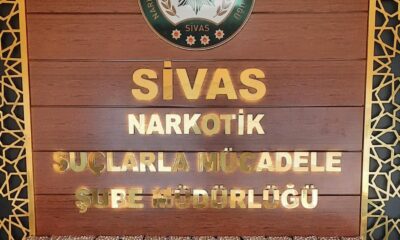 SİVAS
SİVAS
NARKOTİK
SUÇLARLA MÜCADELE
ŞUBE MÜDÜRLÜĞÜ